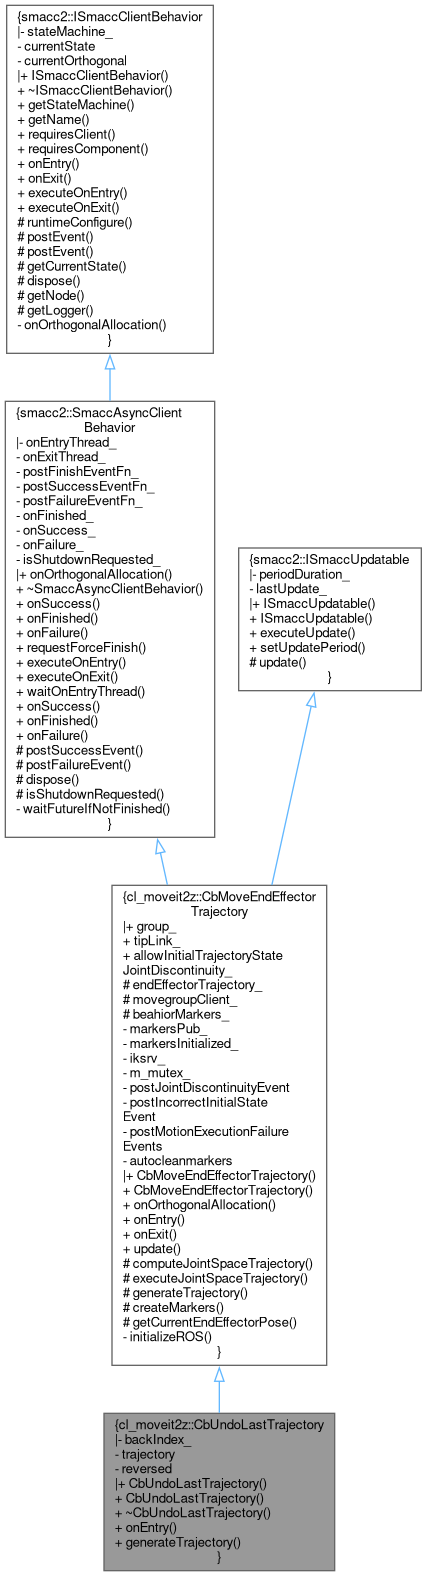 {smacc2::ISmaccClientBehavior
|- stateMachine_
- currentState
- currentOrthogonal
|+ ISmaccClientBehavior()
+ ~ISmaccClientBehavior()
+ getStateMachine()
+ getName()
+ requiresClient()
+ requiresComponent()
+ onEntry()
+ onExit()
+ executeOnEntry()
+ executeOnExit()
# runtimeConfigure()
# postEvent()
# postEvent()
# getCurrentState()
# dispose()
# getNode()
# getLogger()
- onOrthogonalAllocation()
}
{smacc2::SmaccAsyncClient
Behavior
|- onEntryThread_
- onExitThread_
- postFinishEventFn_
- postSuccessEventFn_
- postFailureEventFn_
- onFinished_
- onSuccess_
- onFailure_
- isShutdownRequested_
|+ onOrthogonalAllocation()
+ ~SmaccAsyncClientBehavior()
+ onSuccess()
+ onFinished()
+ onFailure()
+ requestForceFinish()
+ executeOnEntry()
+ executeOnExit()
+ waitOnEntryThread()
+ onSuccess()
+ onFinished()
+ onFailure()
# postSuccessEvent()
# postFailureEvent()
# dispose()
# isShutdownRequested()
- waitFutureIfNotFinished()
}
{smacc2::ISmaccUpdatable
|- periodDuration_
- lastUpdate_
|+ ISmaccUpdatable()
+ ISmaccUpdatable()
+ executeUpdate()
+ setUpdatePeriod()
# update()
}
{cl_moveit2z::CbMoveEndEffector
Trajectory
|+ group_
+ tipLink_
+ allowInitialTrajectoryState
JointDiscontinuity_
# endEffectorTrajectory_
# movegroupClient_
# beahiorMarkers_
- markersPub_
- markersInitialized_
- iksrv_
- m_mutex_
- postJointDiscontinuityEvent
- postIncorrectInitialState
Event
- postMotionExecutionFailure
Events
- autocleanmarkers
|+ CbMoveEndEffectorTrajectory()
+ CbMoveEndEffectorTrajectory()
+ onOrthogonalAllocation()
+ onEntry()
+ onExit()
+ update()
# computeJointSpaceTrajectory()
# executeJointSpaceTrajectory()
# generateTrajectory()
# createMarkers()
# getCurrentEndEffectorPose()
- initializeROS()
}
{cl_moveit2z::CbUndoLastTrajectory
|- backIndex_
- trajectory
- reversed
|+ CbUndoLastTrajectory()
+ CbUndoLastTrajectory()
+ ~CbUndoLastTrajectory()
+ onEntry()
+ generateTrajectory()
}